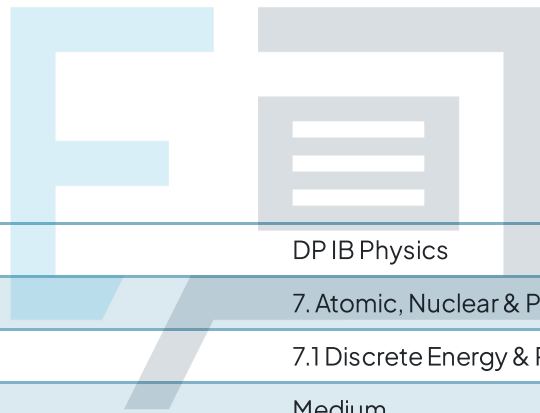 DP IB Physics
7. Atomic, Nuclear & P
7.1 Discrete Energy &
Medium